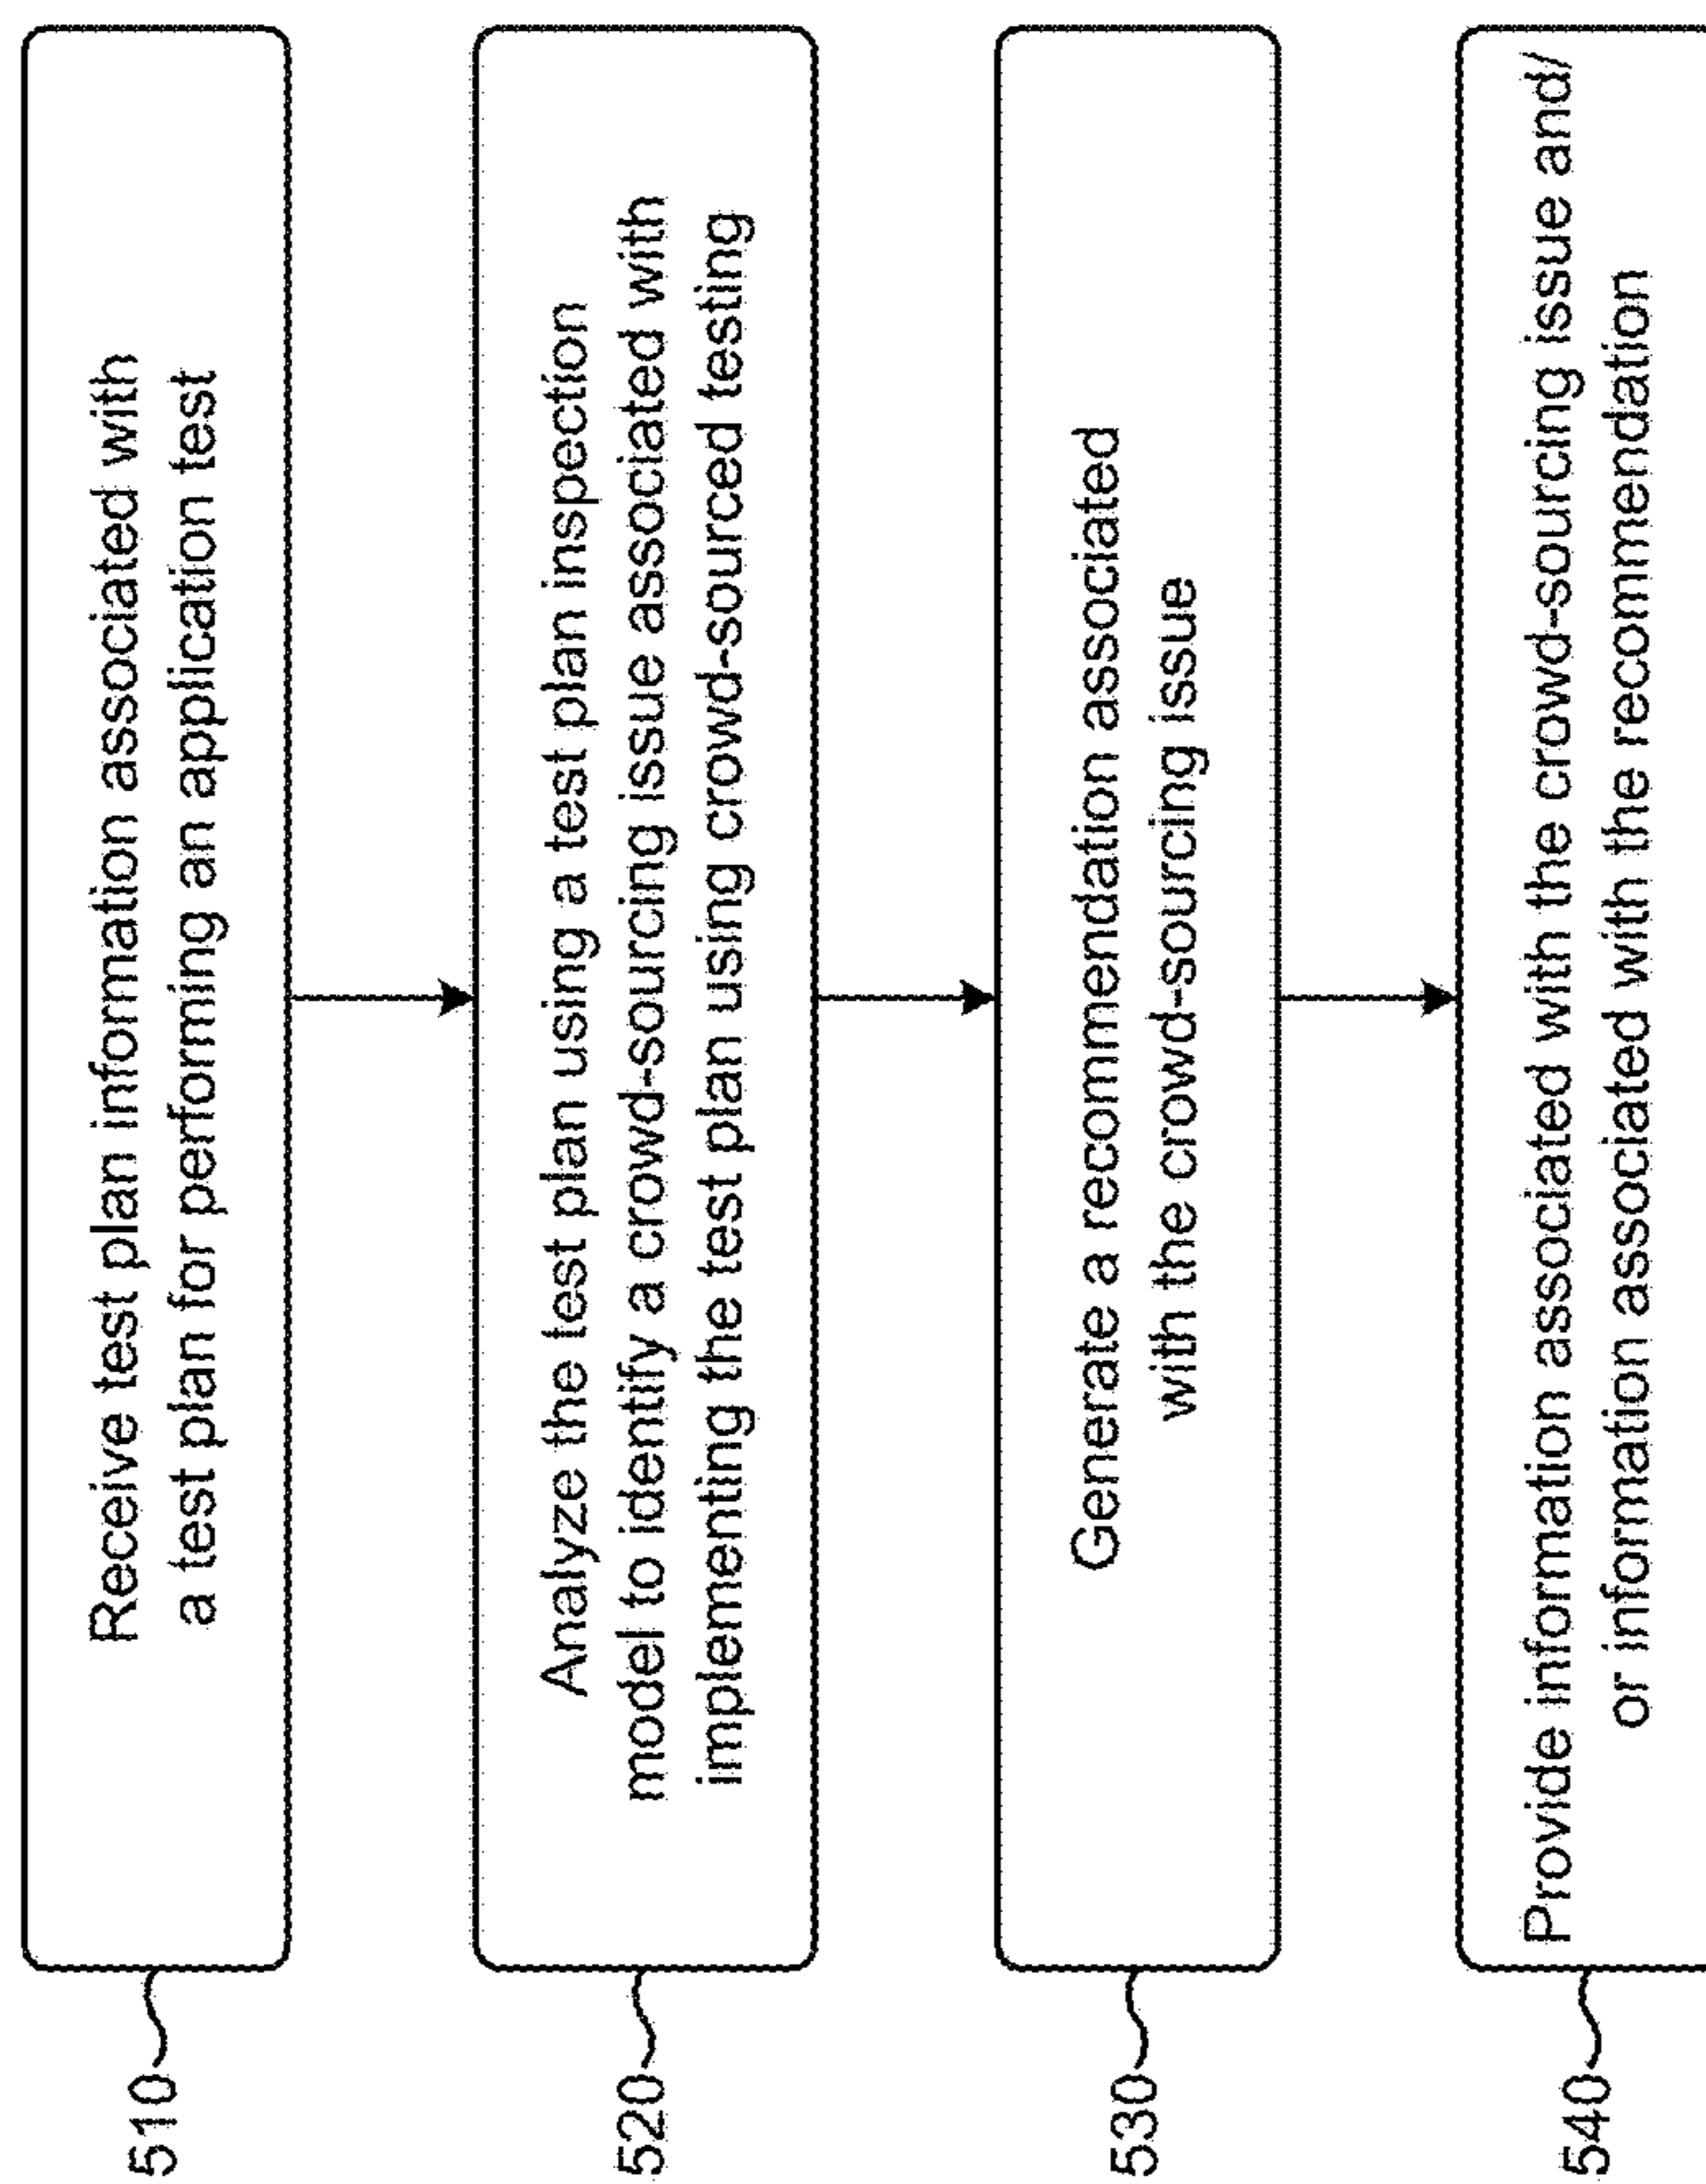 510
Receive test plan information associated with
a test plan for performing an application test
520
Analyze the test plan using a test plan inspection
model to identify a crowd-sourcing issue associated with
implementing the test plan using crowd-sourced testing
530
Generate a recommendation associated
with the crowd-sourcing issue
540
Provide information associated with the crowd-sourcing issue and/
or information associated with the recommendation